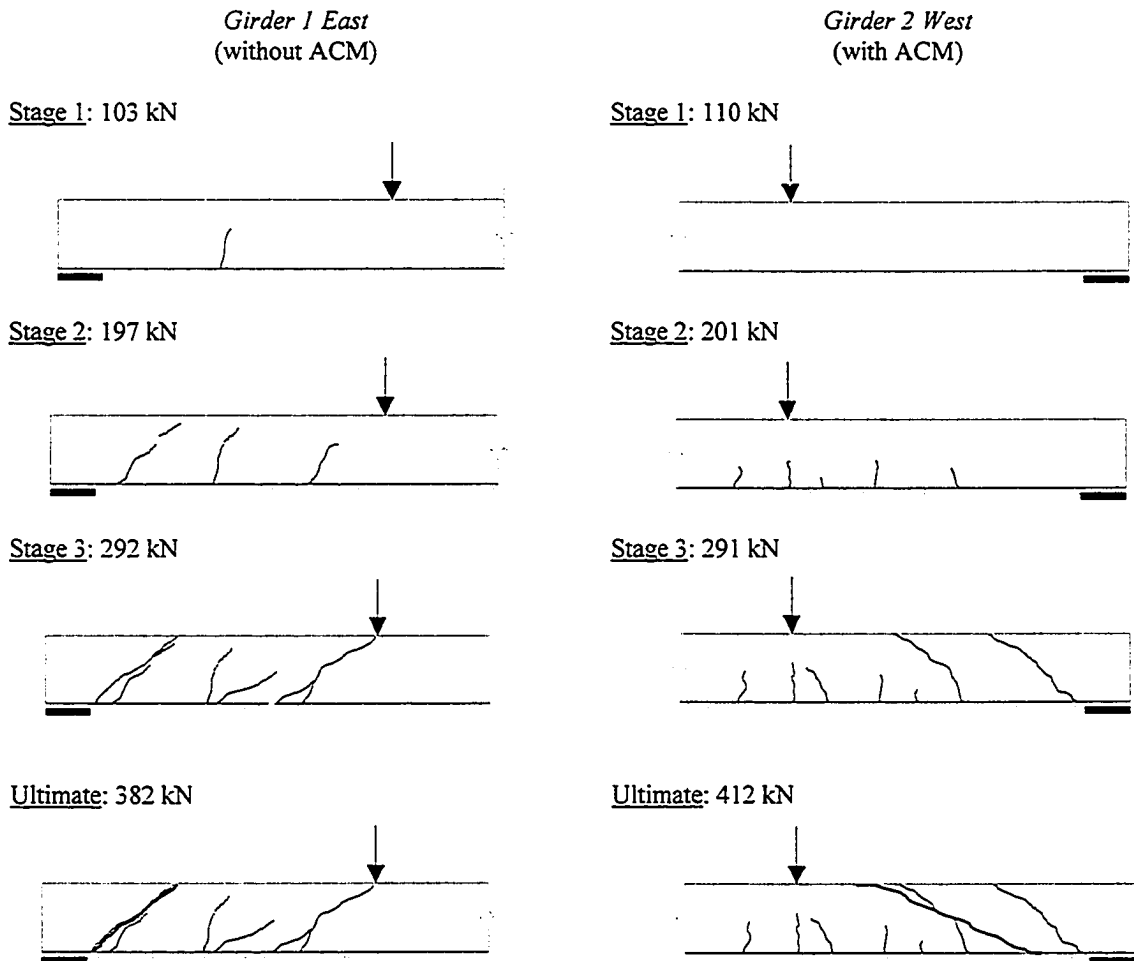 Girder 1 East
(without ACM)
Girder 2 West
(with ACM)
Stage 1: 103 kN
Stage 1: 110 kN
Stage 2: 197 kN
Stage 2: 201 kN
Stage 3: 292 kN
Stage 3: 291 kN
Ultimate: 382 kN
Ultimate: 412 kN